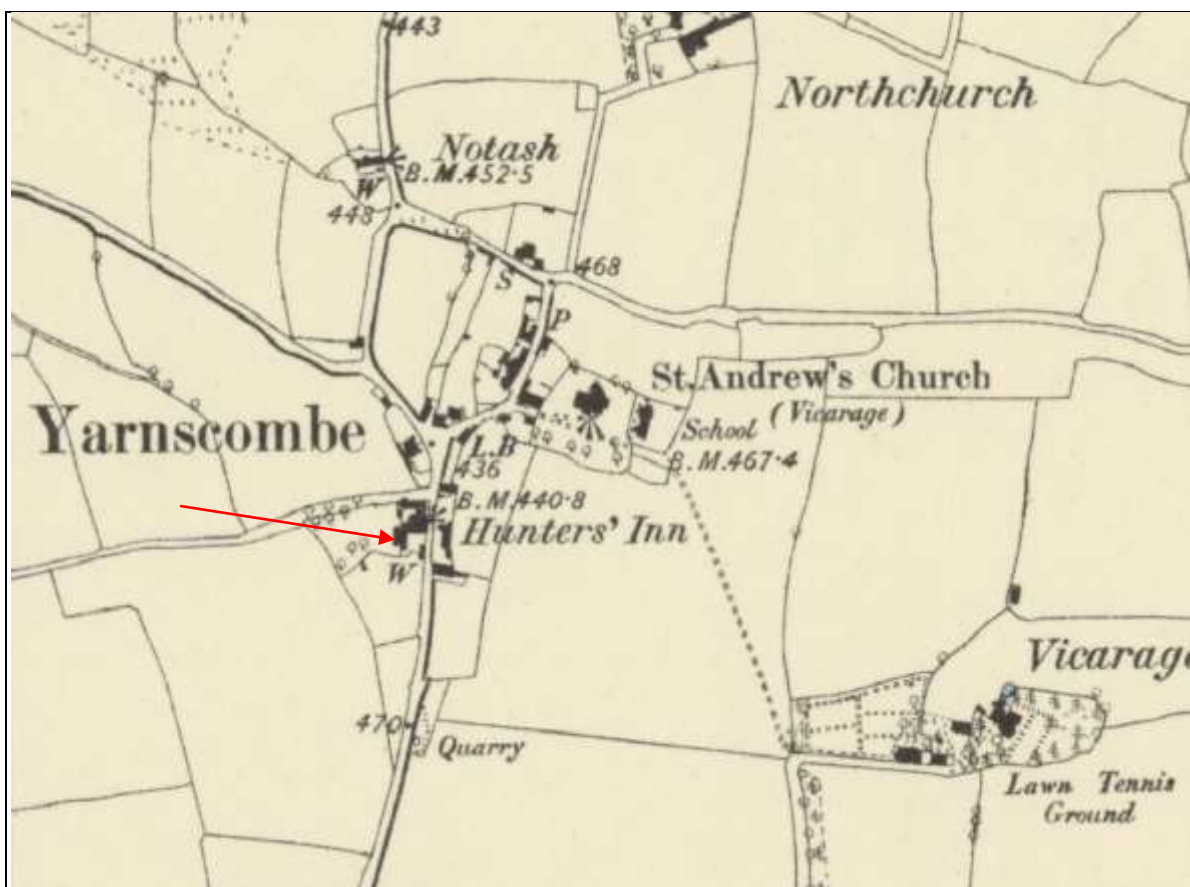 443
Northchurch
Notash
B.M.452·5
W
448
468
S
P
St. Andrew's Church
(Vicarage)
Yarnscombe
School
L.B
B.M.467·4
436
B.M.440·8
Hunters' Inn
W
Vicarage
470
Quarry
Lawn Tennis
Ground